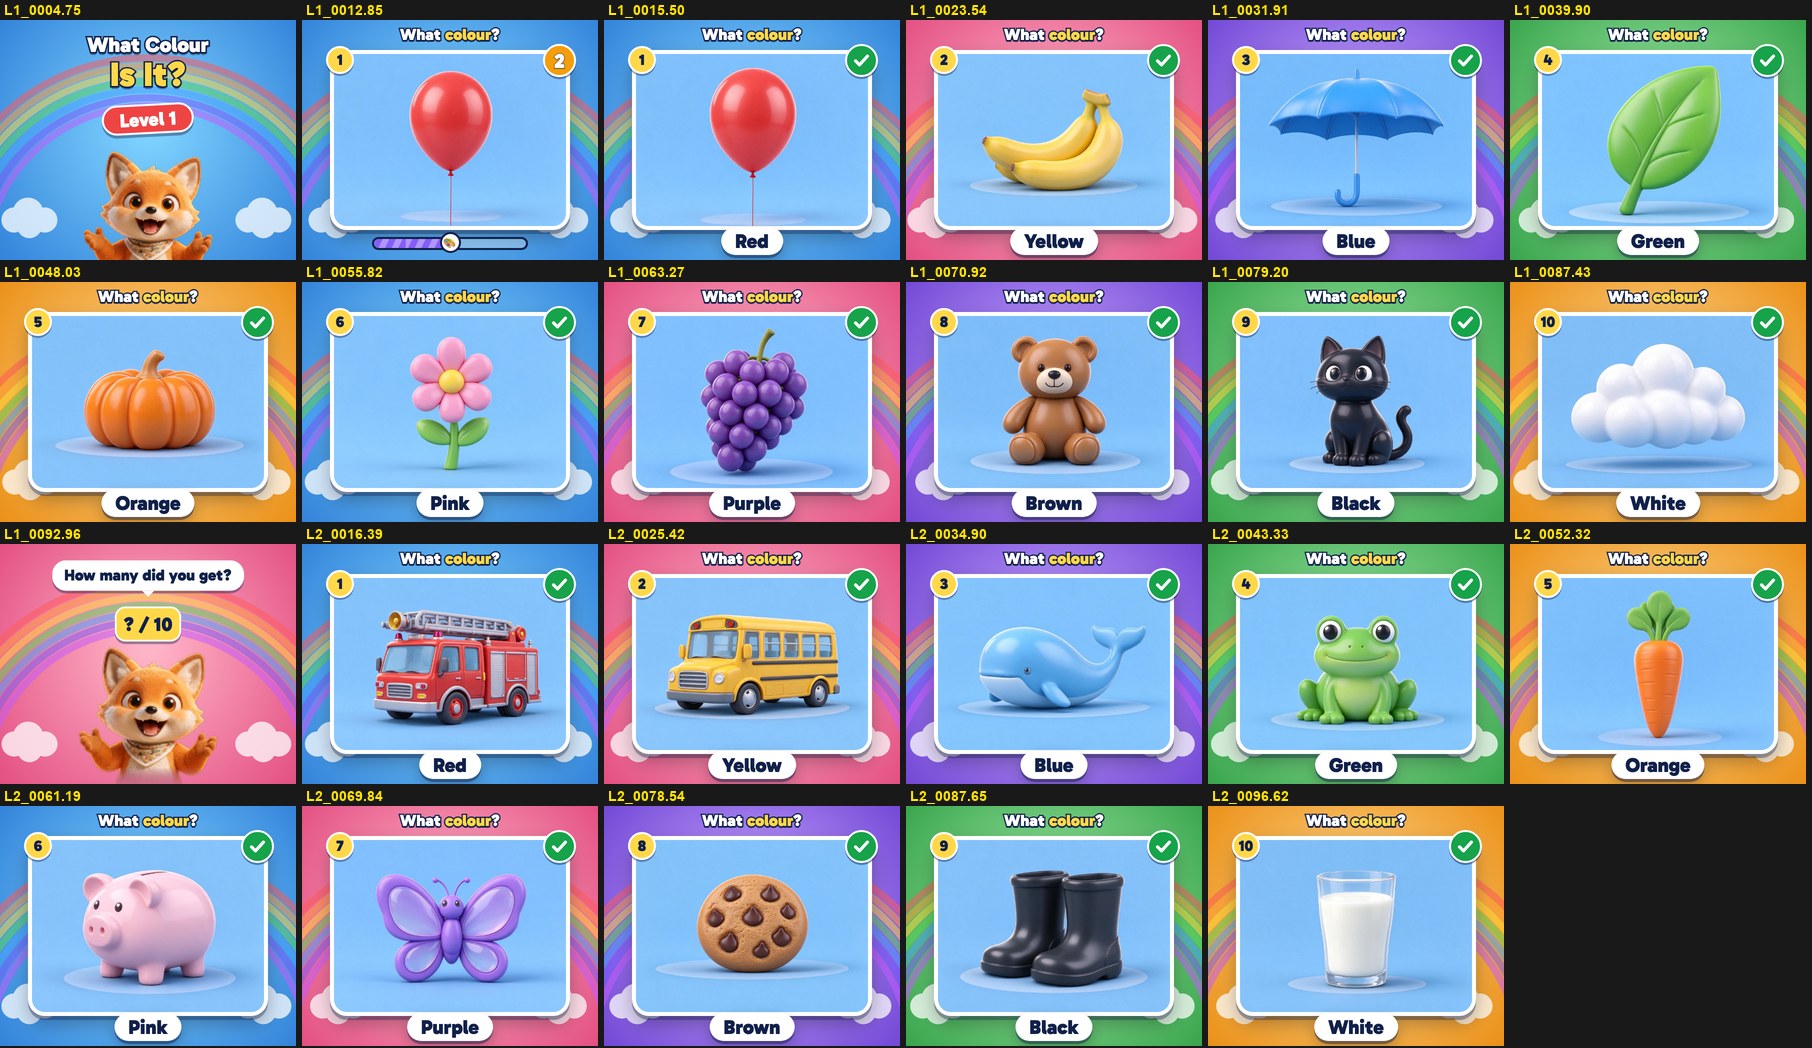 L1_0004.75
What Colour
Is It?
Level 1
L1_0012.85
What colour?
1
2
L1_0015.50
What colour?
1
Red
L1_0023.54
What colour?
2
Yellow
L1_0031.91
What colour?
3
Blue
L1_0039.90
What colour?
4
Green
L1_0048.03
What colour?
5
Orange
L1_0055.82
What colour?
6
Pink
L1_0063.27
What colour?
7
Purple
L1_0070.92
What colour?
8
Brown
L1_0079.20
What colour?
9
Black
L1_0087.43
What colour?
10
White
L1_0092.96
How many did you get?
? / 10
L2_0016.39
What colour?
1
Red
L2_0025.42
What colour?
2
Yellow
L2_0034.90
What colour?
3
Blue
L2_0043.33
What colour?
4
Green
L2_0052.32
What colour?
5
Orange
L2_0061.19
What colour?
6
Pink
L2_0069.84
What colour?
7
Purple
L2_0078.54
What colour?
8
Brown
L2_0087.65
What colour?
9
Black
L2_0096.62
What colour?
10
White